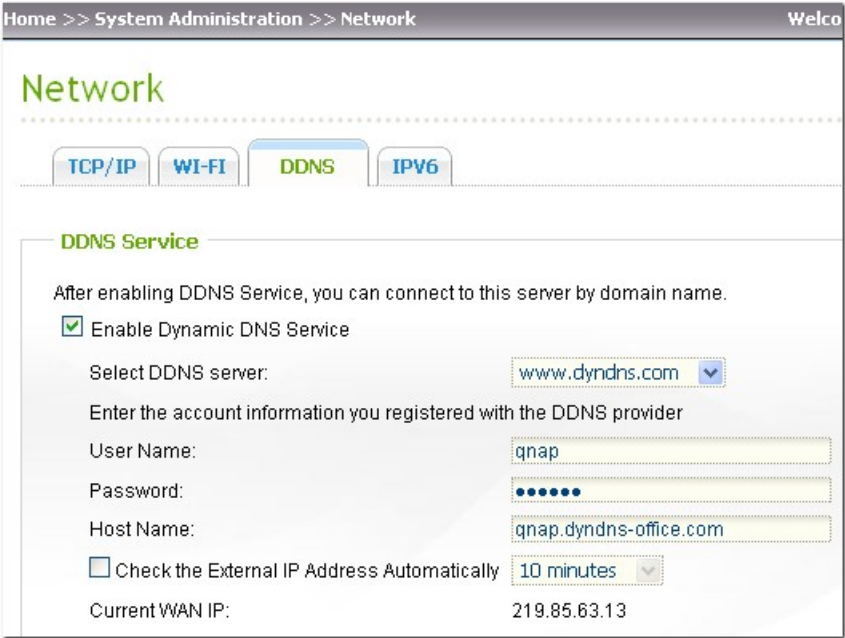 Home >> System Administration >> Network Welco
Network
TCP/IP WI-FI DDNS IPV6
DDNS Service
After enabling DDNS Service, you can connect to this server by domain name.
Enable Dynamic DNS Service
Select DDNS server: www.dyndns.com
Enter the account information you registered with the DDNS provider
User Name: qnap
Password: ••••••
Host Name: qnap.dyndns-office.com
Check the External IP Address Automatically 10 minutes
Current WAN IP: 219.85.63.13